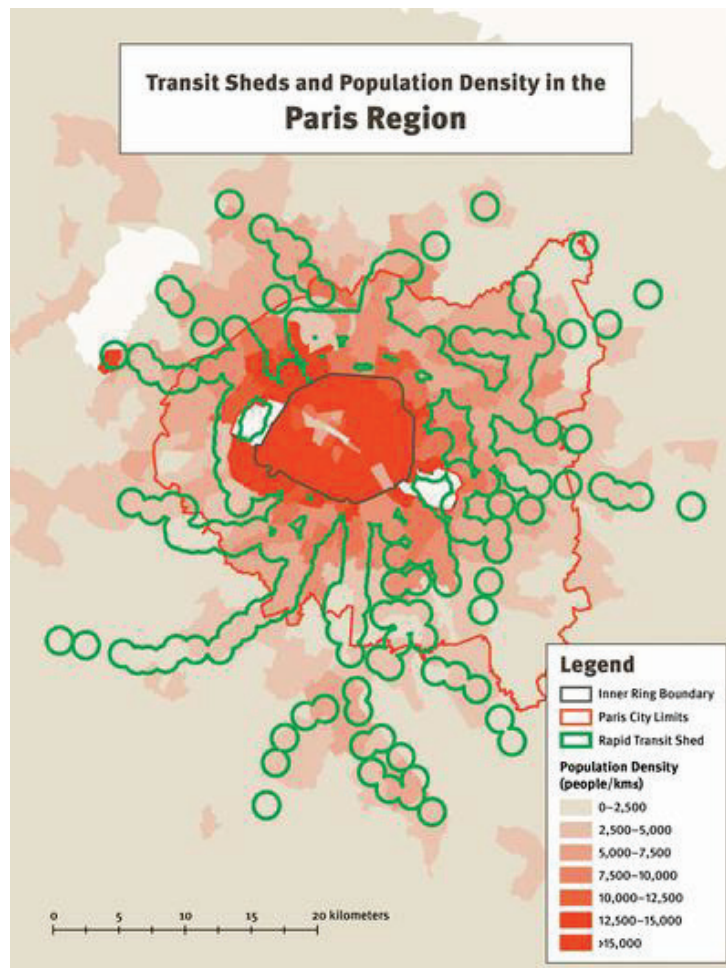 Transit Sheds and Population Density in the
Paris Region
Legend
Inner Ring Boundary
Paris City Limits
Rapid Transit Shed
Population Density
(people/kms)
0–2,500
2,500–5,000
5,000–7,500
7,500–10,000
10,000–12,500
12,500–15,000
>15,000
0 5 10 15 20 kilometers